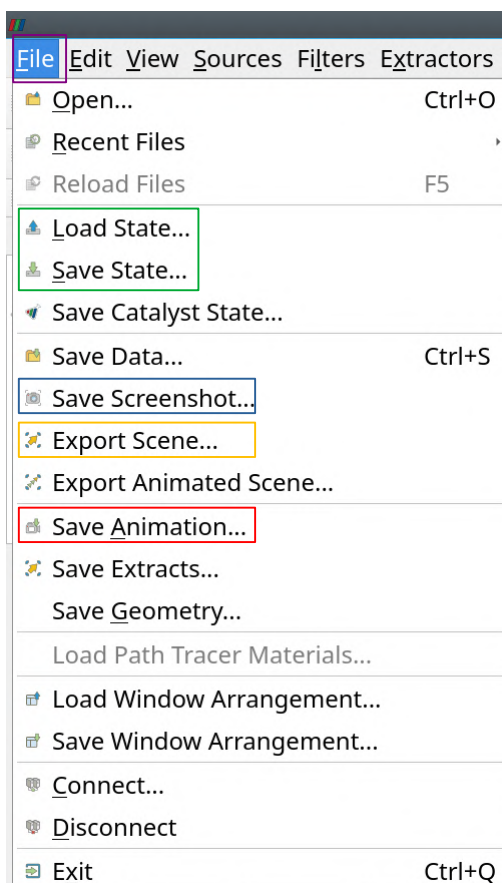 File Edit View Sources Filters Extractors
Open... Ctrl+O
Recent Files
Reload Files F5
Load State...
Save State...
Save Catalyst State...
Save Data... Ctrl+S
Save Screenshot...
Export Scene...
Export Animated Scene...
Save Animation...
Save Extracts...
Save Geometry...
Load Path Tracer Materials...
Load Window Arrangement...
Save Window Arrangement...
Connect...
Disconnect
Exit Ctrl+Q